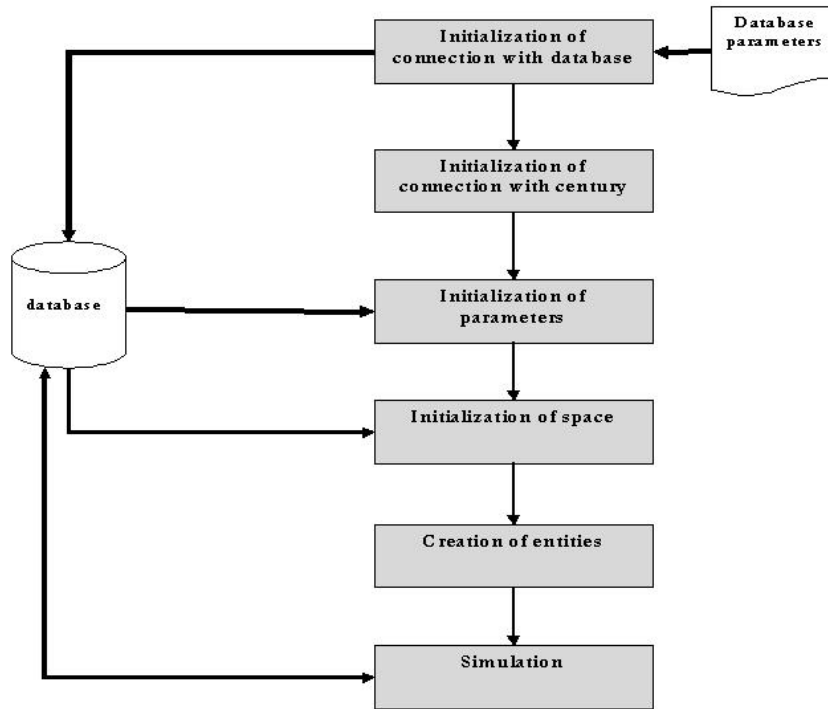 Initialization of
connection with database
Database
parameters
Initialization of
connection with century
database
Initialization of
parameters
Initialization of space
Creation of entities
Simulation